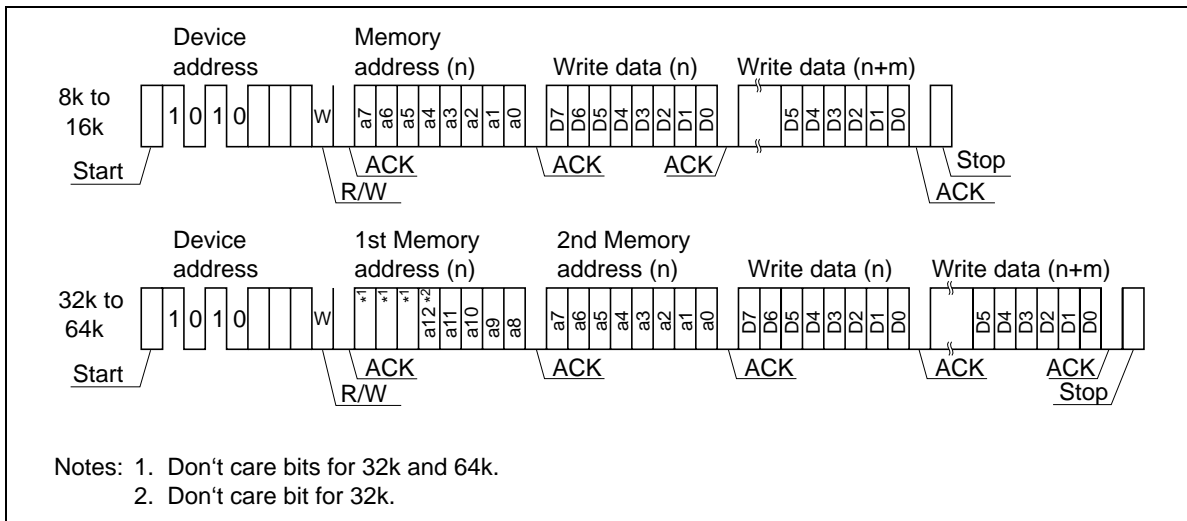 Device address
Memory address (n)
Write data (n)
Write data (n+m)
8k to 16k
1 0 1 0 W a7 a6 a5 a4 a3 a2 a1 a0 D7 D6 D5 D4 D3 D2 D1 D0 D5 D4 D3 D2 D1 D0
Start
R/W
ACK
ACK
ACK
Stop
ACK
Device address
1st Memory address (n)
2nd Memory address (n)
Write data (n)
Write data (n+m)
32k to 64k
1 0 1 0 W *1 *1 *1 a12*2 a11 a10 a9 a8 a7 a6 a5 a4 a3 a2 a1 a0 D7 D6 D5 D4 D3 D2 D1 D0 D5 D4 D3 D2 D1 D0
Start
R/W
ACK
ACK
ACK
ACK
ACK
Stop
Notes: 1. Don‘t care bits for 32k and 64k.
2. Don‘t care bit for 32k.